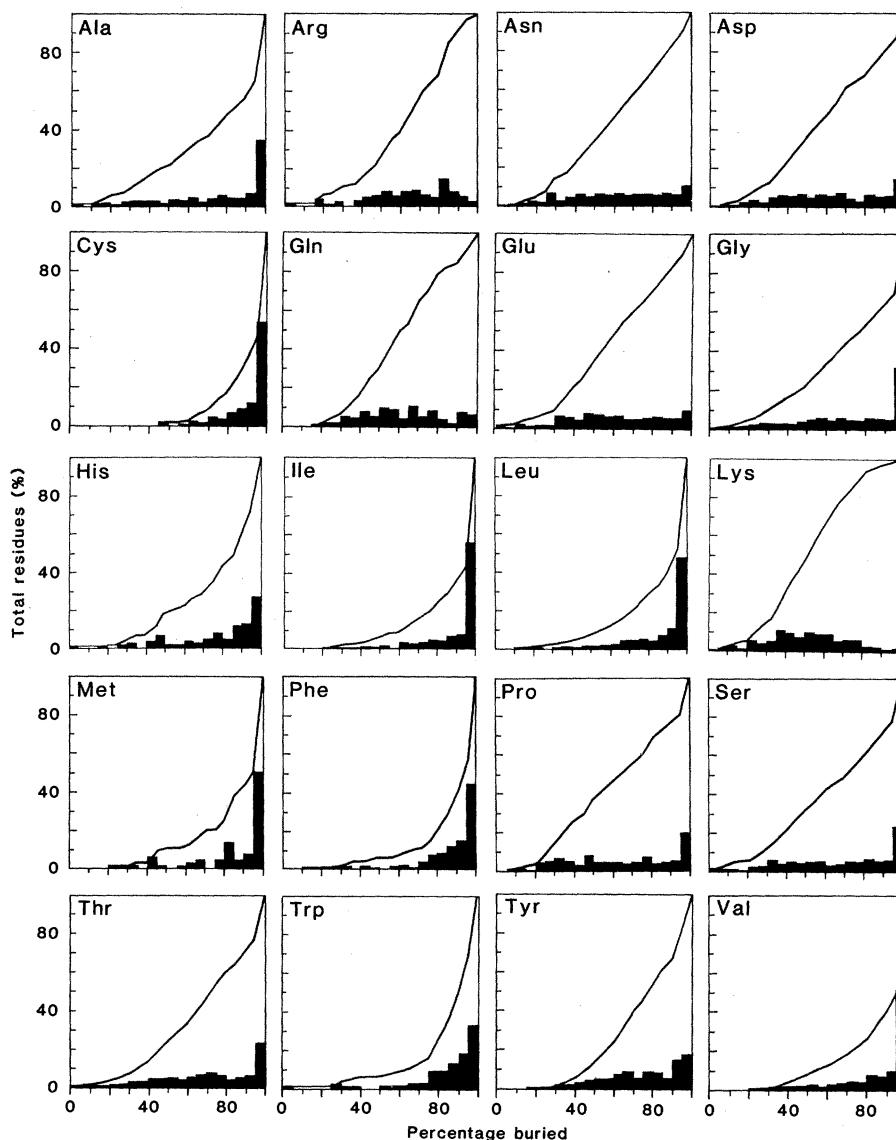 Ala Arg Asn Asp
80
40
0
Cys Gln Glu Gly
80
40
0
His Ile Leu Lys
80
40
0
Total residues (%)
Met Phe Pro Ser
80
40
0
Thr Trp Tyr Val
80
40
0
0 40 80 0 40 80 0 40 80 0 40 80
Percentage buried